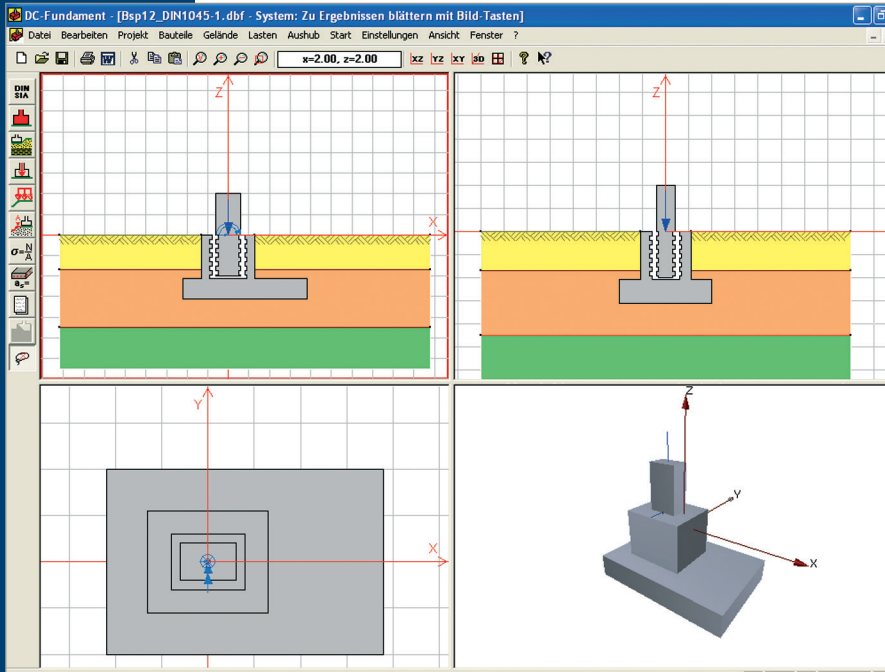 DC-Fundament - [Bsp12_DIN1045-1.dbf - System: Zu Ergebnissen blättern mit Bild-Tasten]
Datei Bearbeiten Projekt Bauteile Gelände Lasten Aushub Start Einstellungen Ansicht Fenster ?
x=2.00, z=2.00 XZ YZ XY 3D
DIN
SIA
σ=N/A
as=
Z
X
Z
Y
X
Z
Y
X